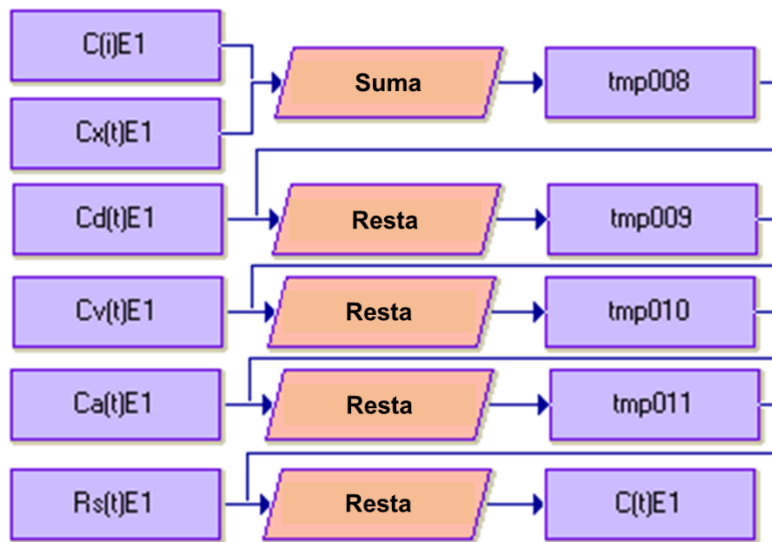 C(i)E1
Suma
tmp008
Cx(t)E1
Cd(t)E1
Resta
tmp009
Cv(t)E1
Resta
tmp010
Ca(t)E1
Resta
tmp011
Rs(t)E1
Resta
C(t)E1